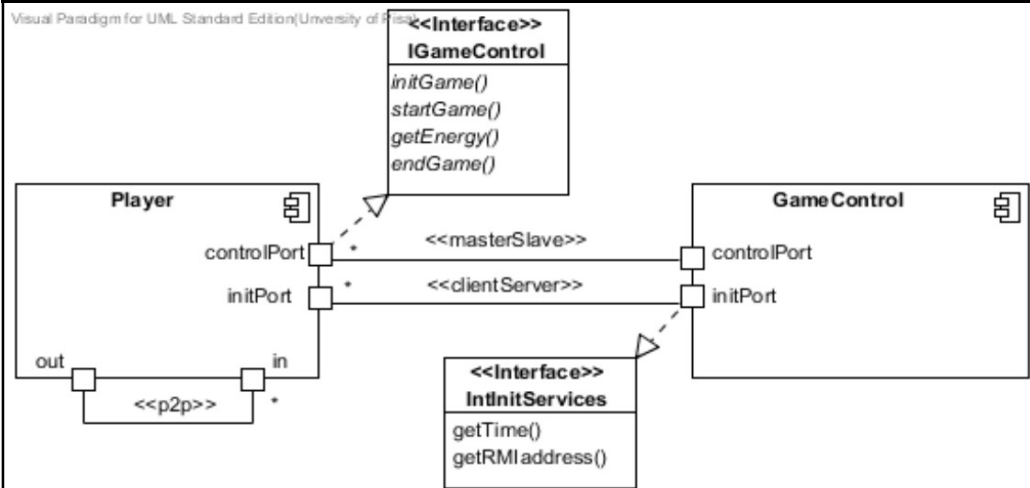 Visual Paradigm for UML Standard Edition(Unversity of Pisa)
<<Interface>>
IGameControl
initGame()
startGame()
getEnergy()
endGame()
Player
GameControl
controlPort
*
<<masterSlave>>
controlPort
initPort
*
<<clientServer>>
initPort
out
in
<<p2p>>
*
<<Interface>>
IntInitServices
getTime()
getRMIaddress()